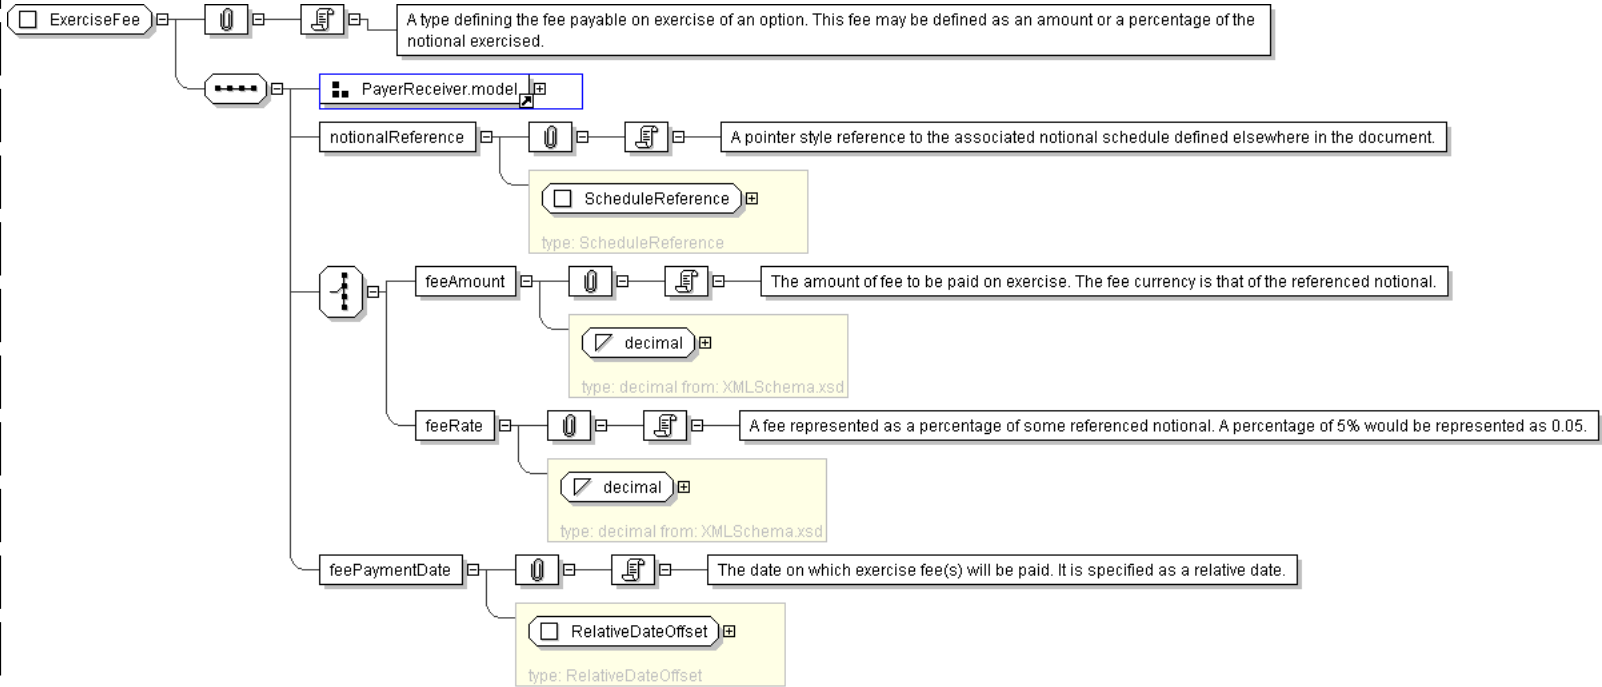 ExerciseFee
A type defining the fee payable on exercise of an option. This fee may be defined as an amount or a percentage of the
notional exercised.
PayerReceiver.model
notionalReference
A pointer style reference to the associated notional schedule defined elsewhere in the document.
ScheduleReference
type: ScheduleReference
feeAmount
The amount of fee to be paid on exercise. The fee currency is that of the referenced notional.
decimal
type: decimal from: XMLSchema.xsd
feeRate
A fee represented as a percentage of some referenced notional. A percentage of 5% would be represented as 0.05.
decimal
type: decimal from: XMLSchema.xsd
feePaymentDate
The date on which exercise fee(s) will be paid. It is specified as a relative date.
RelativeDateOffset
type: RelativeDateOffset